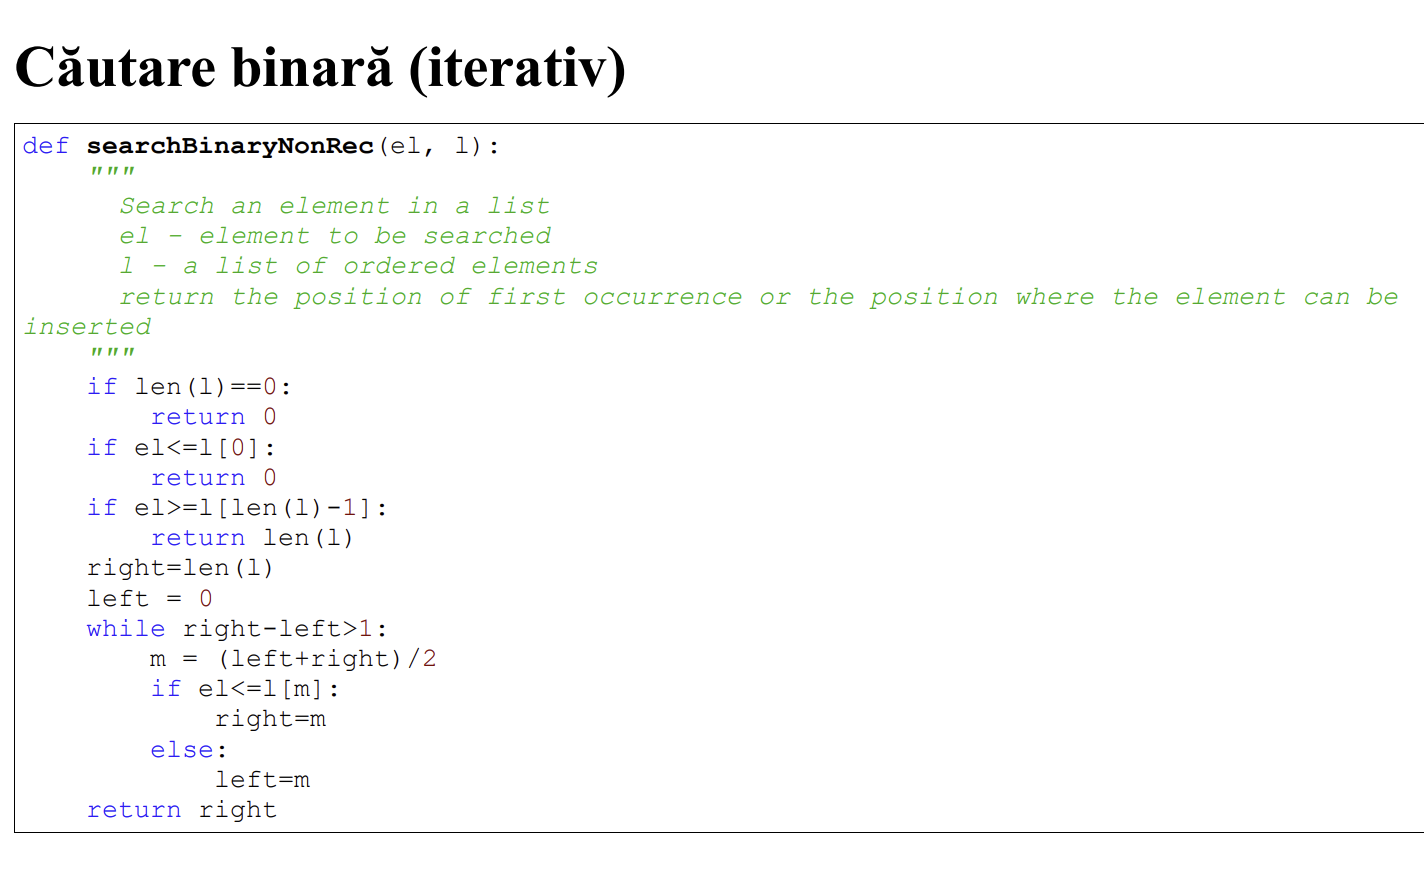 Căutare binară (iterativ)
def searchBinaryNonRec(el, l):
    """
      Search an element in a list
      el - element to be searched
      l - a list of ordered elements
      return the position of first occurrence or the position where the element can be
inserted
    """
    if len(l)==0:
        return 0
    if el<=l[0]:
        return 0
    if el>=l[len(l)-1]:
        return len(l)
    right=len(l)
    left = 0
    while right-left>1:
        m = (left+right)/2
        if el<=l[m]:
            right=m
        else:
            left=m
    return right